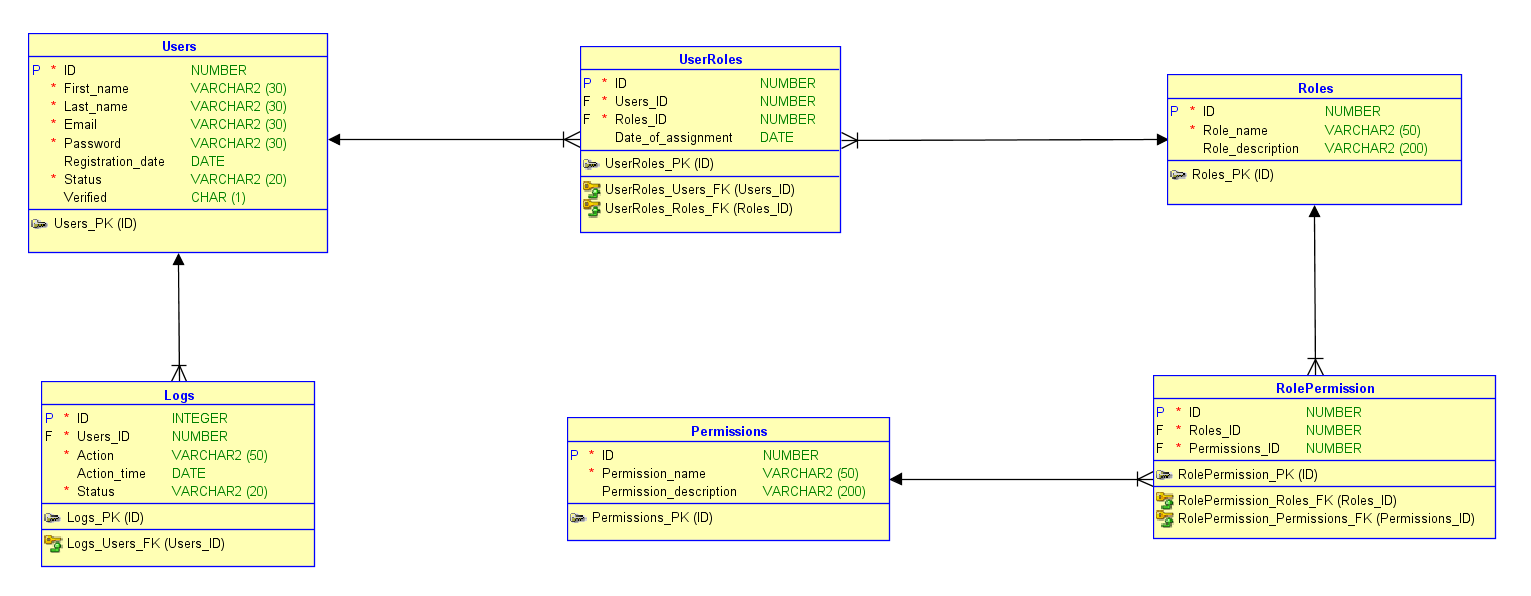 Users
P * ID NUMBER
* First_name VARCHAR2 (30)
* Last_name VARCHAR2 (30)
* Email VARCHAR2 (30)
* Password VARCHAR2 (30)
Registration_date DATE
* Status VARCHAR2 (20)
Verified CHAR (1)
Users_PK (ID)
UserRoles
P * ID NUMBER
F * Users_ID NUMBER
F * Roles_ID NUMBER
Date_of_assignment DATE
UserRoles_PK (ID)
UserRoles_Users_FK (Users_ID)
UserRoles_Roles_FK (Roles_ID)
Roles
P * ID NUMBER
* Role_name VARCHAR2 (50)
Role_description VARCHAR2 (200)
Roles_PK (ID)
Logs
P * ID INTEGER
F * Users_ID NUMBER
* Action VARCHAR2 (50)
Action_time DATE
* Status VARCHAR2 (20)
Logs_PK (ID)
Logs_Users_FK (Users_ID)
Permissions
P * ID NUMBER
* Permission_name VARCHAR2 (50)
Permission_description VARCHAR2 (200)
Permissions_PK (ID)
RolePermission
P * ID NUMBER
F * Roles_ID NUMBER
F * Permissions_ID NUMBER
RolePermission_PK (ID)
RolePermission_Roles_FK (Roles_ID)
RolePermission_Permissions_FK (Permissions_ID)